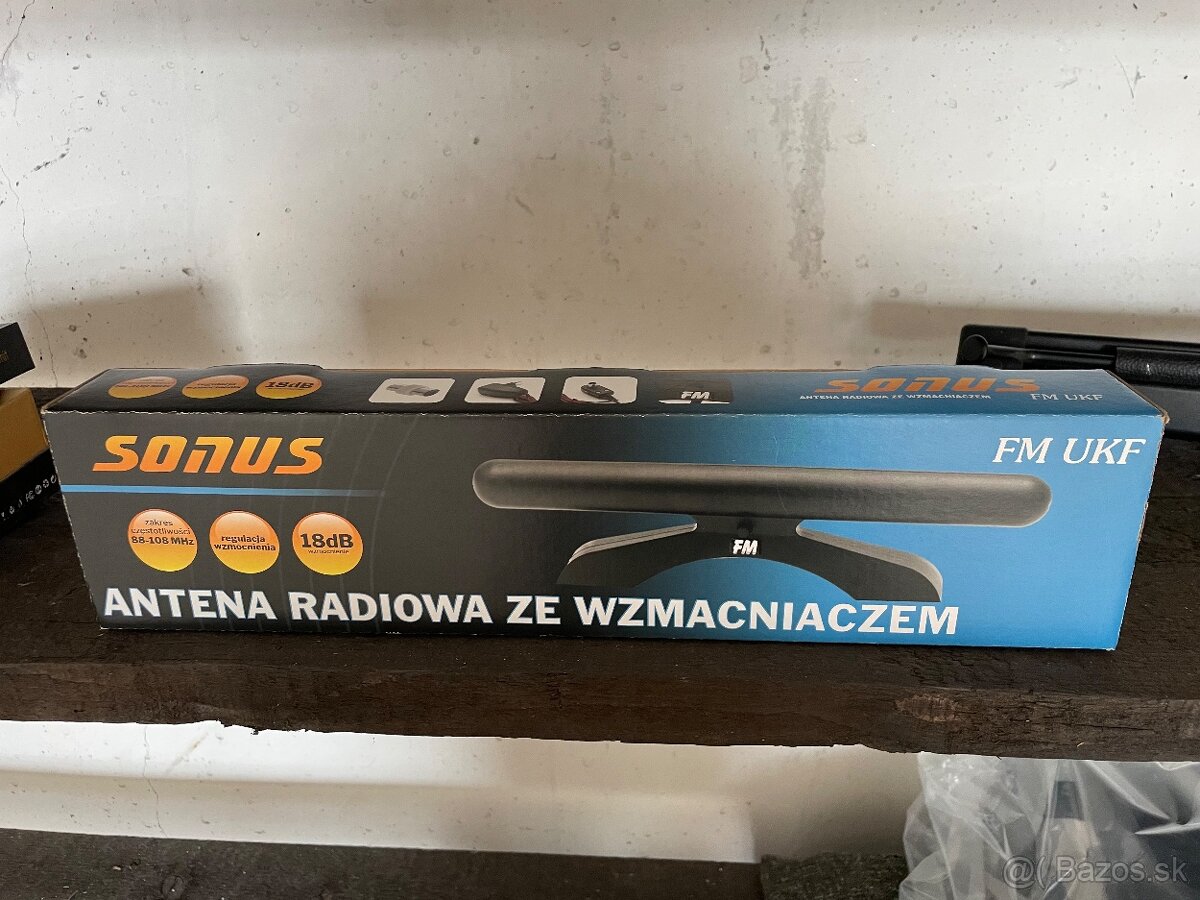 18dB
FM
SONUS
ANTENA RADIOWA ZE WZMACNIACZEM
FM UKF
SONUS
FM UKF
zakres
częstotliwości
88-108 MHz
regulacja
wzmocnienia
18dB
wzmocnienie
FM
ANTENA RADIOWA ZE WZMACNIACZEM
@( Bazos.sk